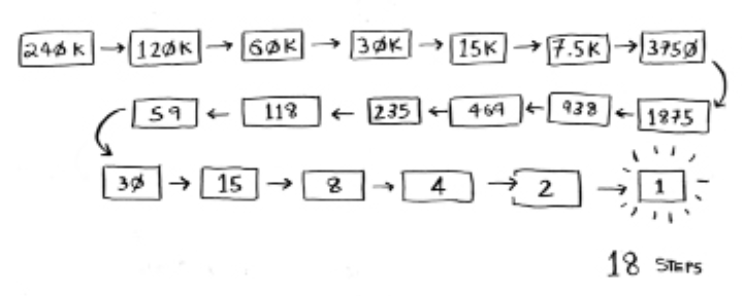 240K → 120K → 60K → 30K → 15K → 7.5K → 3750
59 ← 118 ← 235 ← 469 ← 938 ← 1875
30 → 15 → 8 → 4 → 2 → 1
18 STEPS